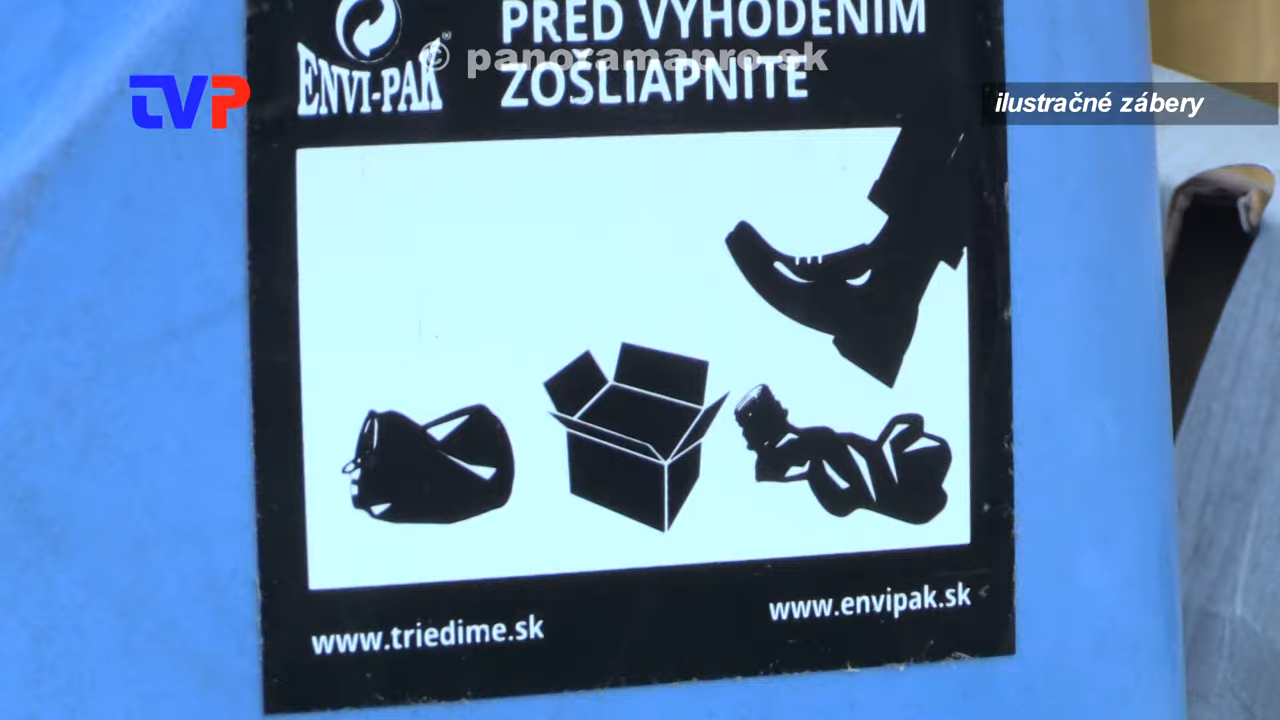 PRED VYHODENÍM
ZOŠLIAPNITE
ENVI-PAK®
© panoramapro.sk
TVP
ilustračné zábery
www.triedime.sk
www.envipak.sk